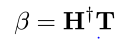 β = H†T